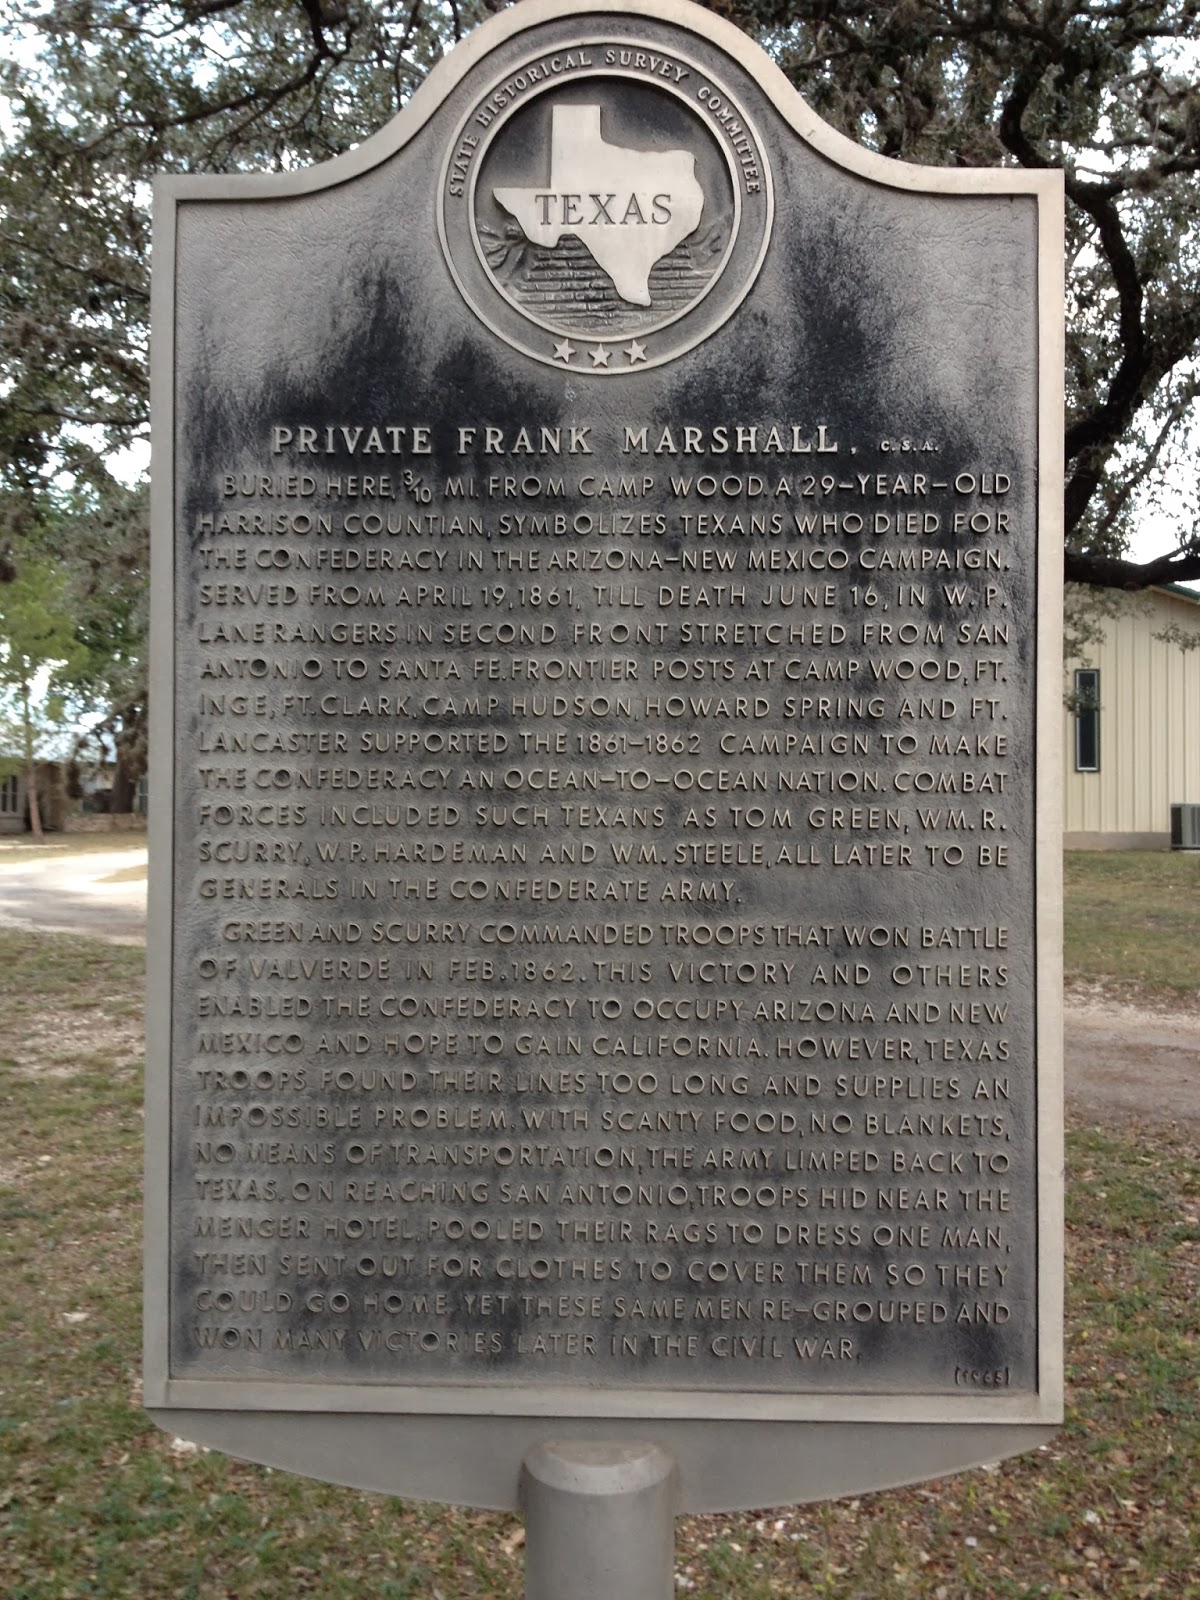 STATE HISTORICAL SURVEY COMMITTEE
TEXAS
PRIVATE FRANK MARSHALL, C.S.A.
BURIED HERE, 3/10 MI. FROM CAMP WOOD. A 29-YEAR-OLD
HARRISON COUNTIAN, SYMBOLIZES TEXANS WHO DIED FOR
THE CONFEDERACY IN THE ARIZONA-NEW MEXICO CAMPAIGN.
SERVED FROM APRIL 19, 1861, TILL DEATH JUNE 16, IN W. P.
LANE RANGERS IN SECOND FRONT STRETCHED FROM SAN
ANTONIO TO SANTA FE. FRONTIER POSTS AT CAMP WOOD, FT.
INGE, FT. CLARK, CAMP HUDSON, HOWARD SPRING AND FT.
LANCASTER SUPPORTED THE 1861-1862 CAMPAIGN TO MAKE
THE CONFEDERACY AN OCEAN-TO-OCEAN NATION. COMBAT
FORCES INCLUDED SUCH TEXANS AS TOM GREEN, WM. R.
SCURRY, W. P. HARDEMAN AND WM. STEELE, ALL LATER TO BE
GENERALS IN THE CONFEDERATE ARMY.
GREEN AND SCURRY COMMANDED TROOPS THAT WON BATTLE
OF VALVERDE IN FEB. 1862. THIS VICTORY AND OTHERS
ENABLED THE CONFEDERACY TO OCCUPY ARIZONA AND NEW
MEXICO AND HOPE TO GAIN CALIFORNIA. HOWEVER, TEXAS
TROOPS FOUND THEIR LINES TOO LONG AND SUPPLIES AN
IMPOSSIBLE PROBLEM. WITH SCANTY FOOD, NO BLANKETS,
NO MEANS OF TRANSPORTATION, THE ARMY LIMPED BACK TO
TEXAS. ON REACHING SAN ANTONIO, TROOPS HID NEAR THE
MENGER HOTEL, POOLED THEIR RAGS TO DRESS ONE MAN,
THEN SENT OUT FOR CLOTHES TO COVER THEM SO THEY
COULD GO HOME. YET THESE SAME MEN RE-GROUPED AND
WON MANY VICTORIES LATER IN THE CIVIL WAR.
(1965)